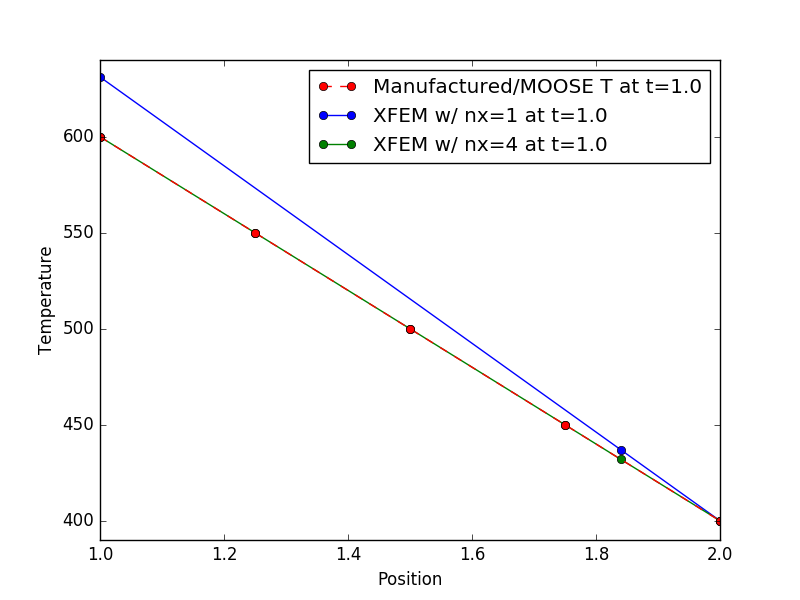 Manufactured/MOOSE T at t=1.0
XFEM w/ nx=1 at t=1.0
XFEM w/ nx=4 at t=1.0
600
550
500
450
400
Temperature
1.0 1.2 1.4 1.6 1.8 2.0
Position